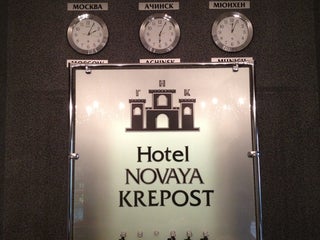 МОСКВА АЧИНСК МЮНХЕН
MOSCOW ACHINSK MUNICH
Г Н К
Hotel
NOVAYA
KREPOST